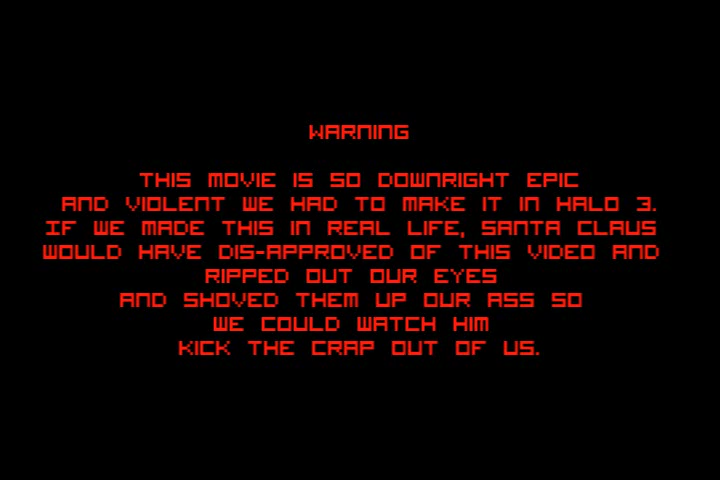 WARNING
THIS MOVIE IS SO DOWNRIGHT EPIC
AND VIOLENT WE HAD TO MAKE IT IN HALO 3.
IF WE MADE THIS IN REAL LIFE, SANTA CLAUS
WOULD HAVE DIS-APPROVED OF THIS VIDEO AND
RIPPED OUT OUR EYES
AND SHOVED THEM UP OUR ASS SO
WE COULD WATCH HIM
KICK THE CRAP OUT OF US.